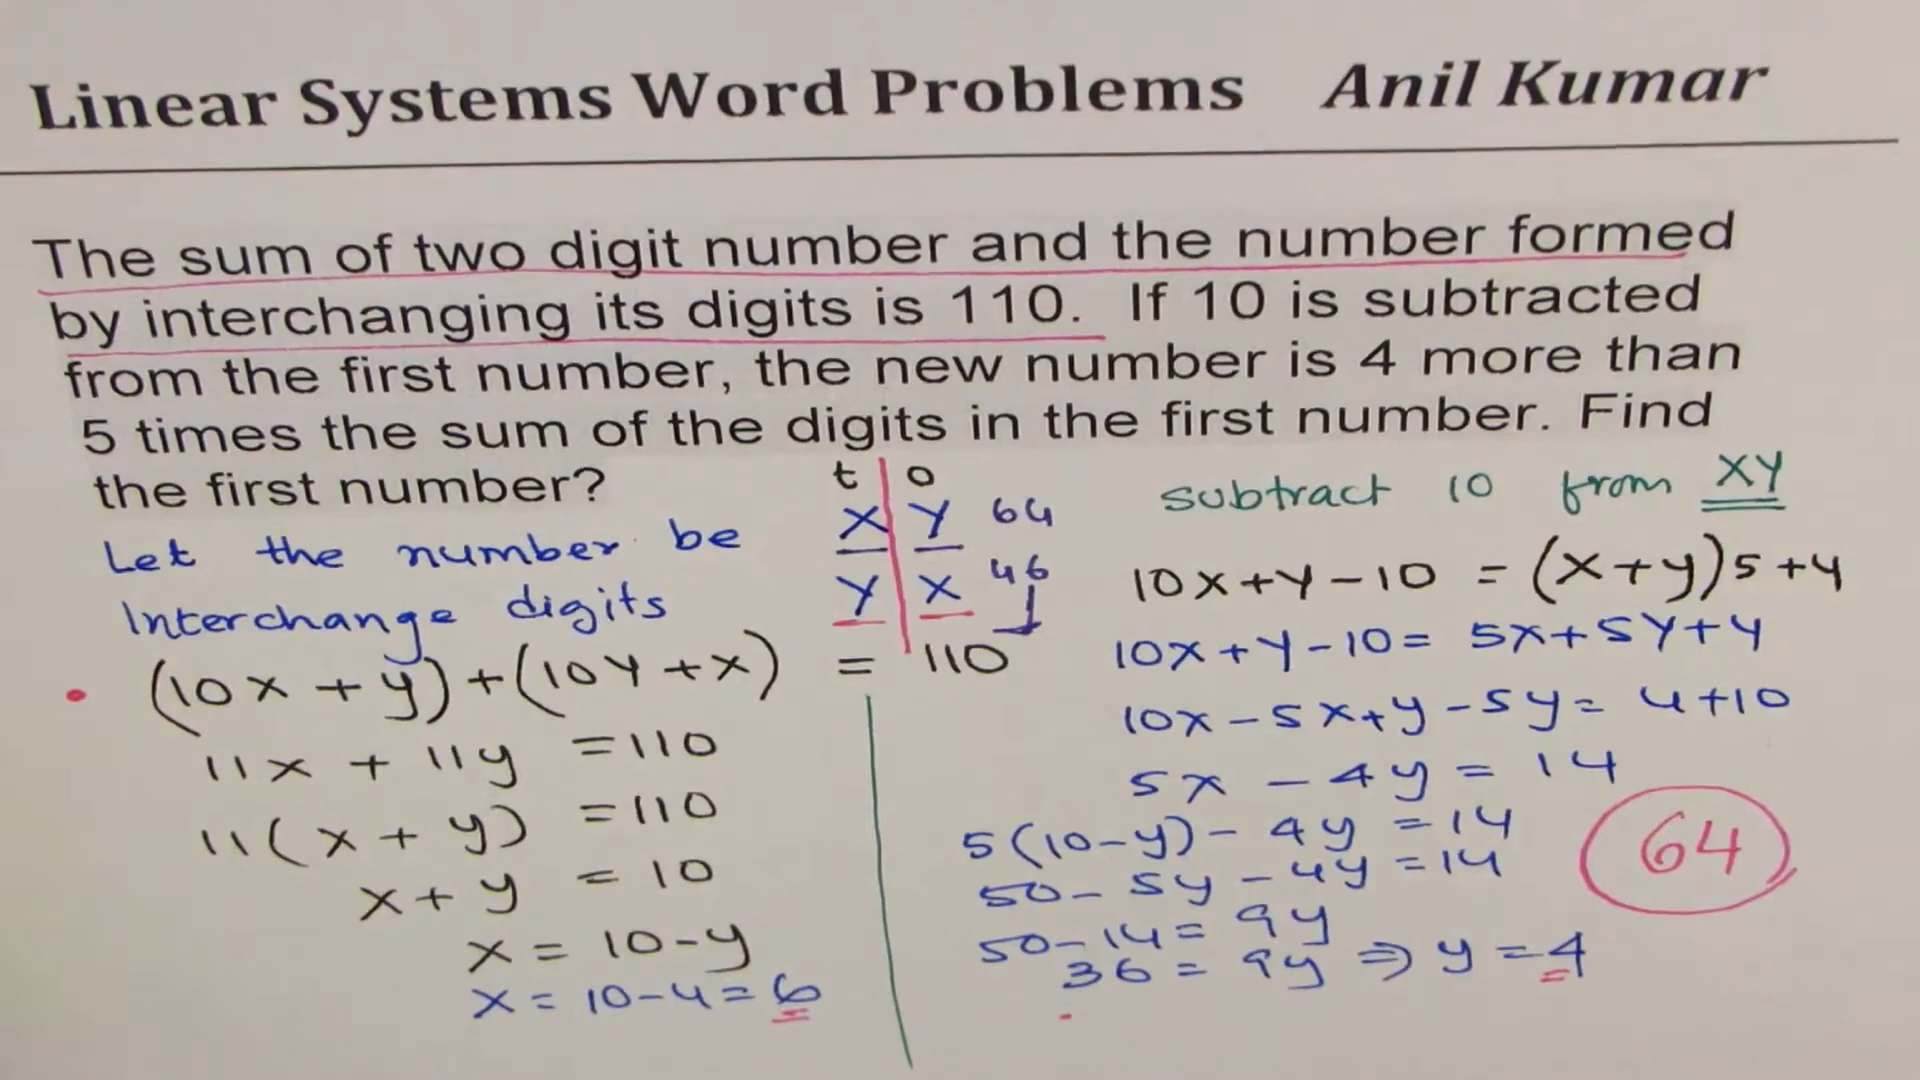 Linear Systems Word Problems Anil Kumar
The sum of two digit number and the number formed
by interchanging its digits is 110. If 10 is subtracted
from the first number, the new number is 4 more than
5 times the sum of the digits in the first number. Find
the first number?
t o
Let the number be X Y 64
Interchange digits Y X 46
(10x + y) + (10y + x) = 110
11x + 11y = 110
11(x + y) = 110
x + y = 10
x = 10 - y
x = 10 - 4 = 6
subtract 10 from XY
10x + y - 10 = (x + y)5 + 4
10x + y - 10 = 5x + 5y + 4
10x - 5x + y - 5y = 4 + 10
5x - 4y = 14
5(10 - y) - 4y = 14
50 - 5y - 4y = 14
50 - 14 = 9y
36 = 9y ⇒ y = 4
64